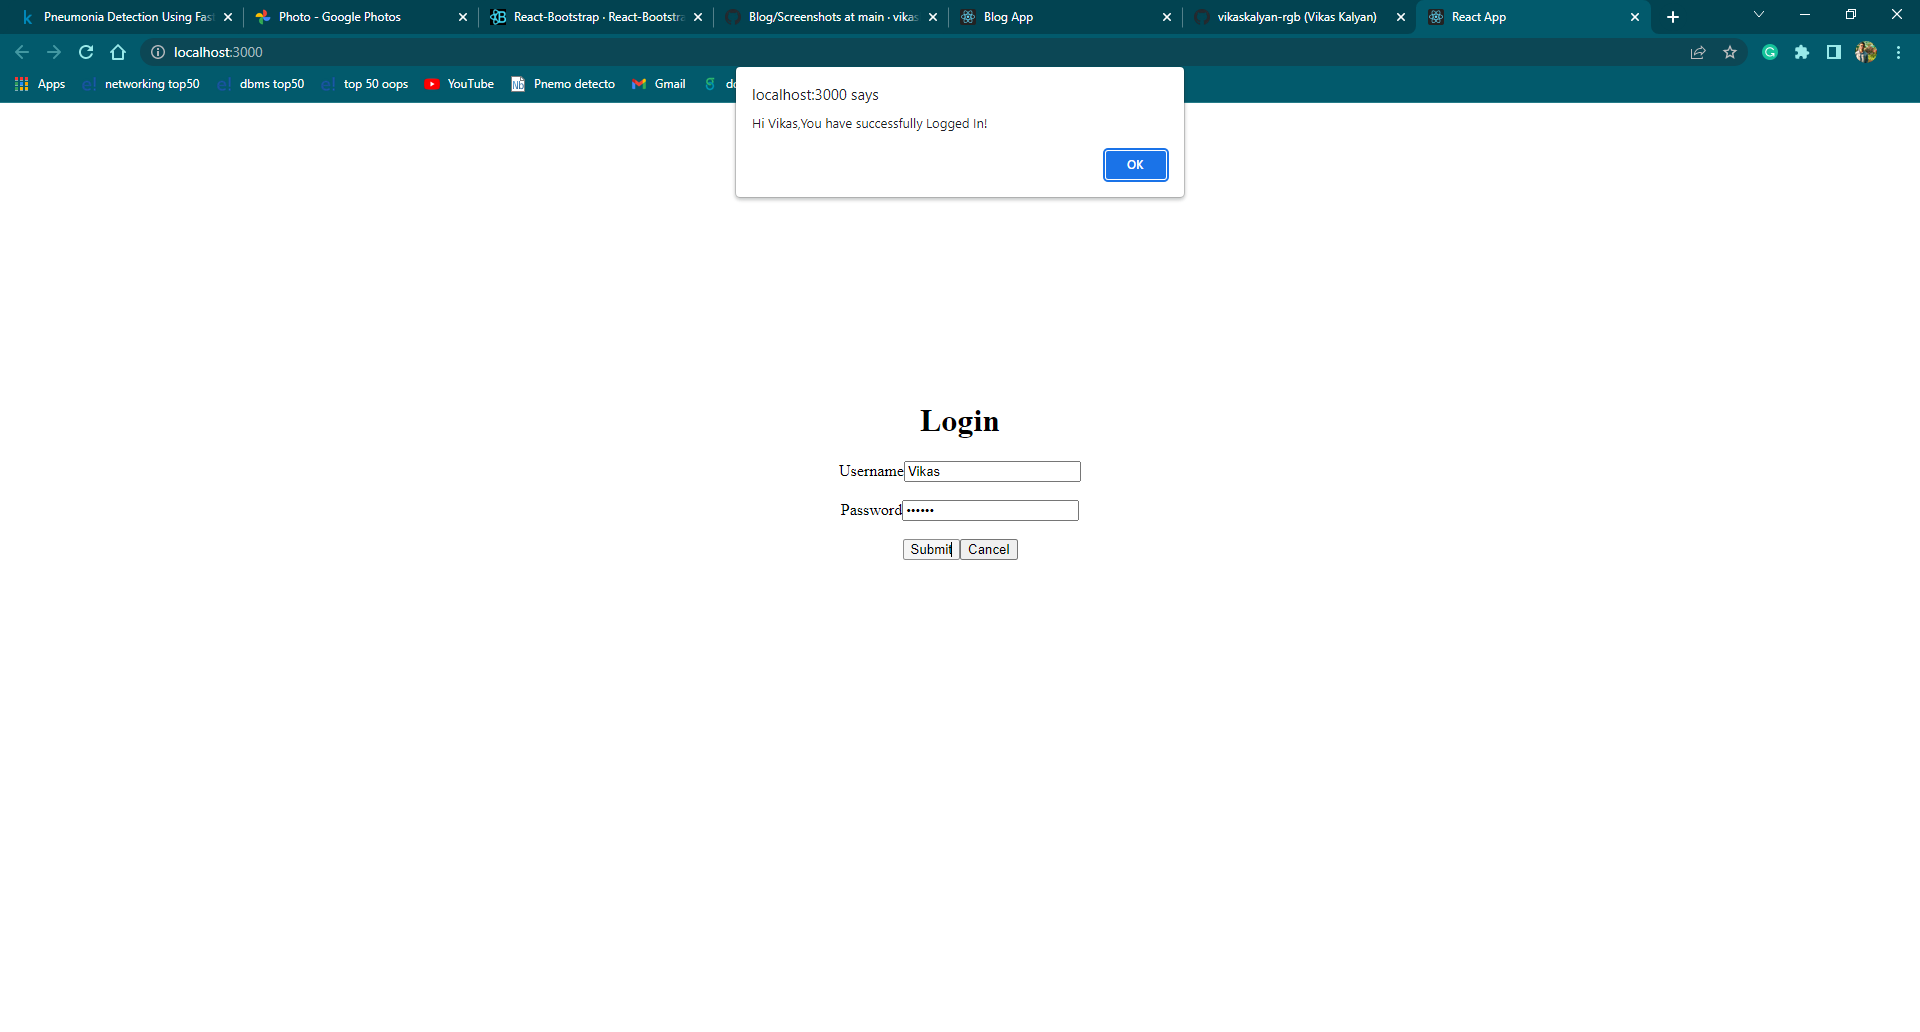 Pneumonia Detection Using Fas
Photo - Google Photos
React-Bootstrap · React-Bootstra
Blog/Screenshots at main · vikas
Blog App
vikaskalyan-rgb (Vikas Kalyan)
React App
localhost:3000
Apps
networking top50
dbms top50
top 50 oops
YouTube
Pnemo detecto
Gmail
localhost:3000 says
Hi Vikas,You have successfully Logged In!
OK
Login
Username Vikas
Password ••••••
Submit Cancel